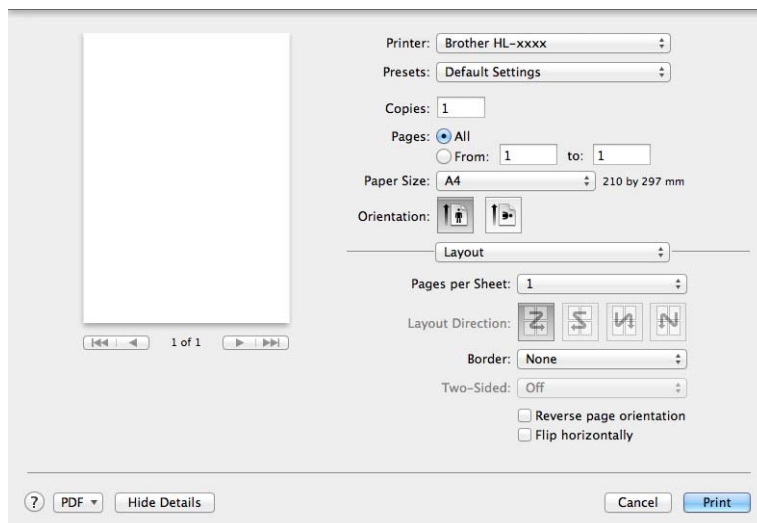 Printer: Brother HL-xxxx
Presets: Default Settings
Copies: 1
Pages: All
From: 1 to: 1
Paper Size: A4 210 by 297 mm
Orientation:
Layout
Pages per Sheet: 1
Layout Direction:
Border: None
Two-Sided: Off
Reverse page orientation
Flip horizontally
1 of 1
? PDF Hide Details Cancel Print